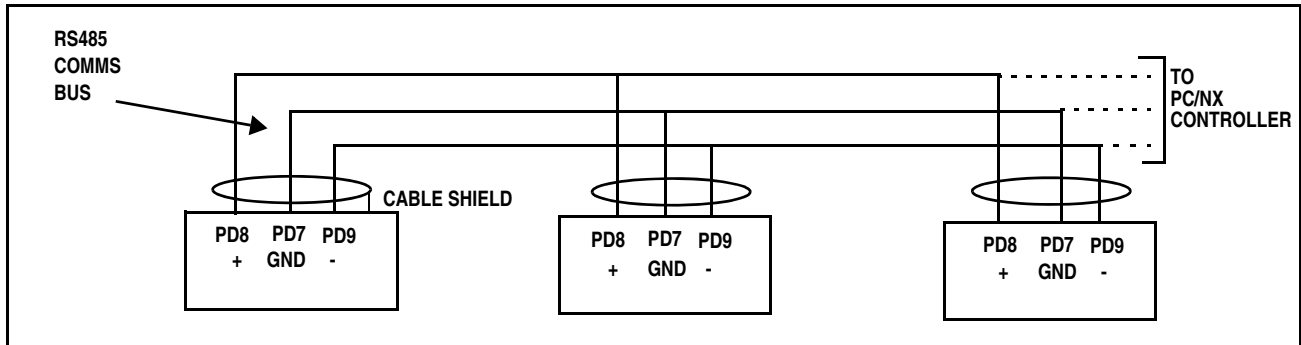 RS485
COMMS
BUS
TO
PC/NX
CONTROLLER
CABLE SHIELD
PD8 PD7 PD9
+ GND -
PD8 PD7 PD9
+ GND -
PD8 PD7 PD9
+ GND -